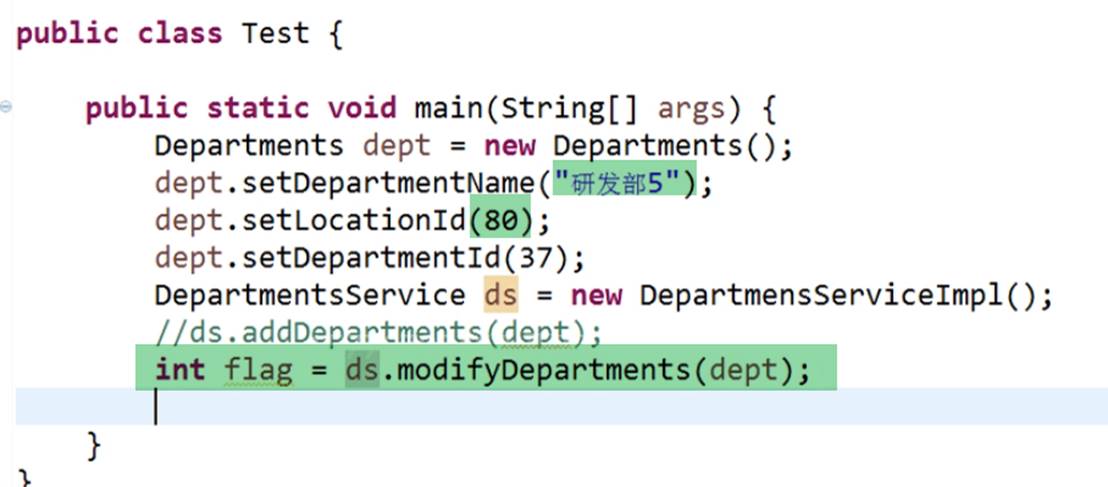 public class Test {
public static void main(String[] args) {
Departments dept = new Departments();
dept.setDepartmentName("研发部5");
dept.setLocationId(80);
dept.setDepartmentId(37);
DepartmentsService ds = new DepartmensServiceImpl();
//ds.addDepartments(dept);
int flag = ds.modifyDepartments(dept);
}
}